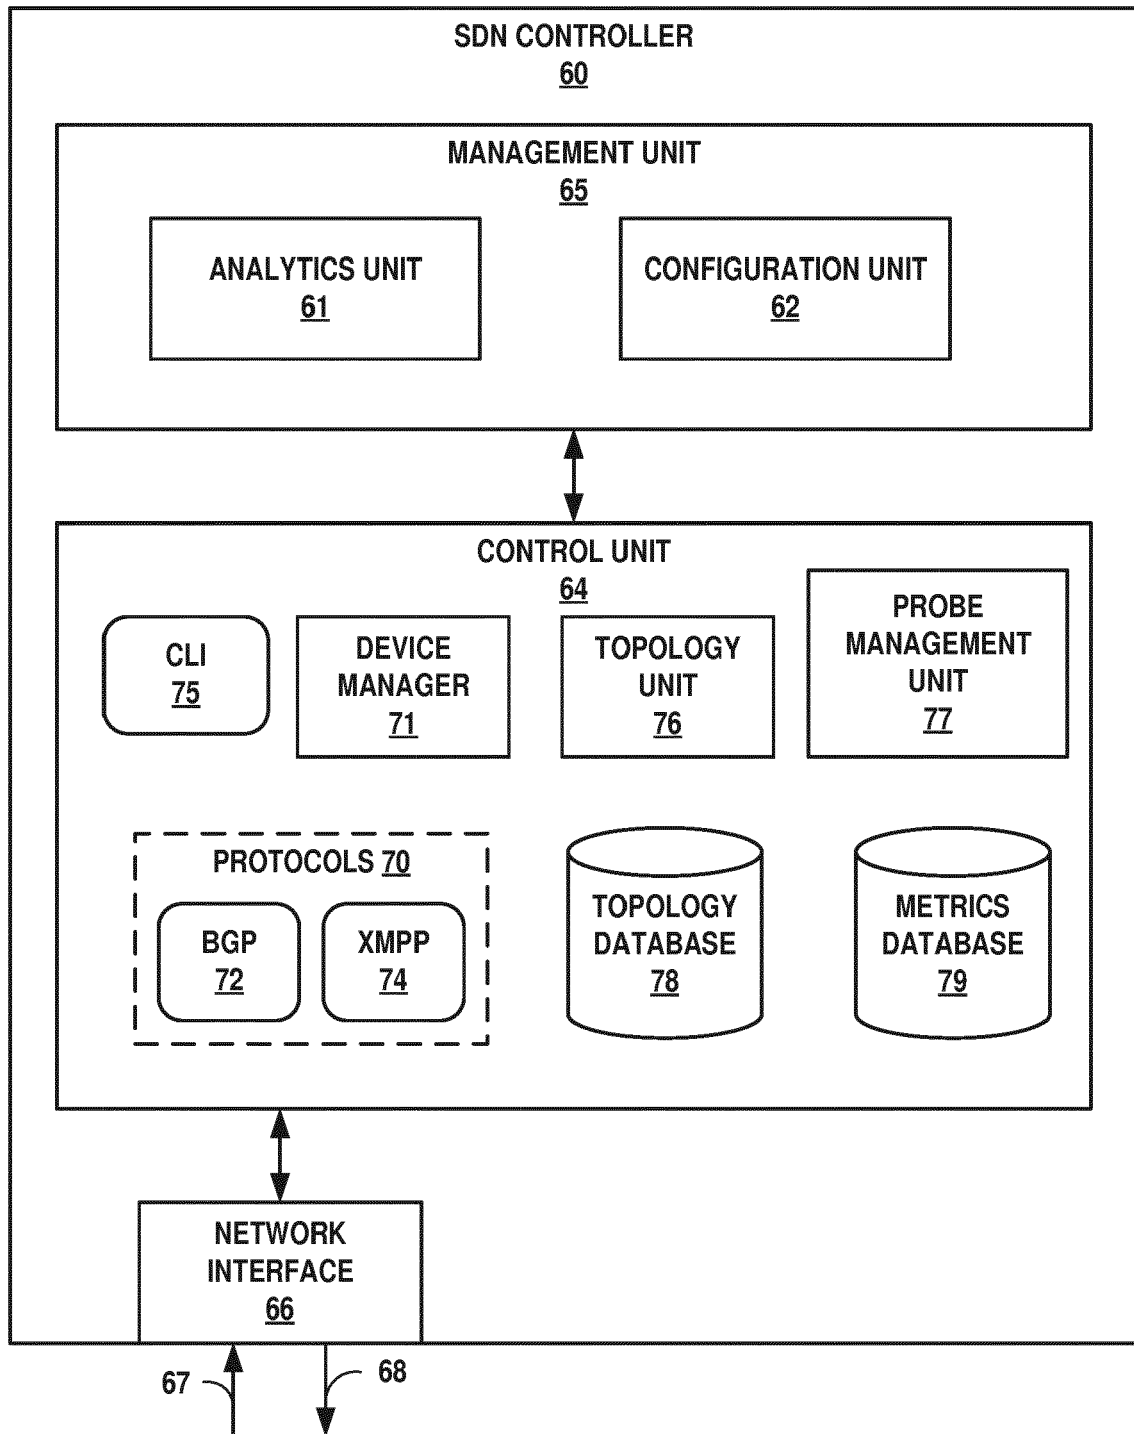 SDN CONTROLLER
60
MANAGEMENT UNIT
65
ANALYTICS UNIT
61
CONFIGURATION UNIT
62
CONTROL UNIT
64
CLI
75
DEVICE
MANAGER
71
TOPOLOGY
UNIT
76
PROBE
MANAGEMENT
UNIT
77
PROTOCOLS 70
BGP
72
XMPP
74
TOPOLOGY
DATABASE
78
METRICS
DATABASE
79
NETWORK
INTERFACE
66
67
68